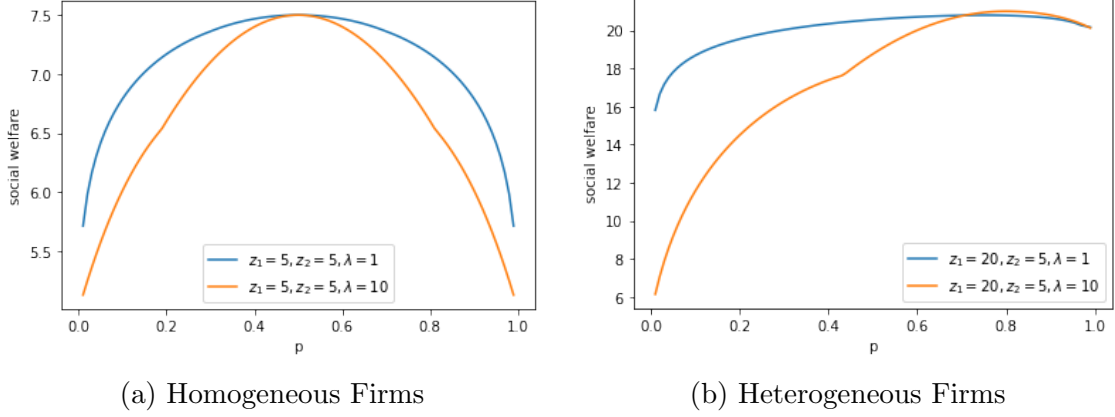 7.5
7.0
6.5
6.0
5.5
social welfare
0.0 0.2 0.4 0.6 0.8 1.0
p
z₁ = 5, z₂ = 5, λ = 1
z₁ = 5, z₂ = 5, λ = 10
(a) Homogeneous Firms
20
18
16
14
12
10
8
6
social welfare
0.0 0.2 0.4 0.6 0.8 1.0
p
z₁ = 20, z₂ = 5, λ = 1
z₁ = 20, z₂ = 5, λ = 10
(b) Heterogeneous Firms